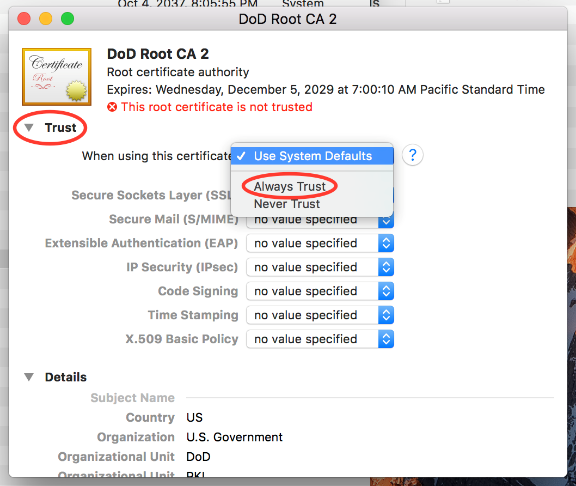 Oct 4, 2037, 8:05:55 PM System
DoD Root CA 2
Certificate
Root
DoD Root CA 2
Root certificate authority
Expires: Wednesday, December 5, 2029 at 7:00:10 AM Pacific Standard Time
This root certificate is not trusted
Trust
When using this certificate ✓ Use System Defaults ?
Always Trust
Never Trust
Secure Sockets Layer (SSL
Secure Mail (S/MIME) no value specified
Extensible Authentication (EAP) no value specified
IP Security (IPsec) no value specified
Code Signing no value specified
Time Stamping no value specified
X.509 Basic Policy no value specified
Details
Subject Name
Country US
Organization U.S. Government
Organizational Unit DoD
Organizational Unit PKI